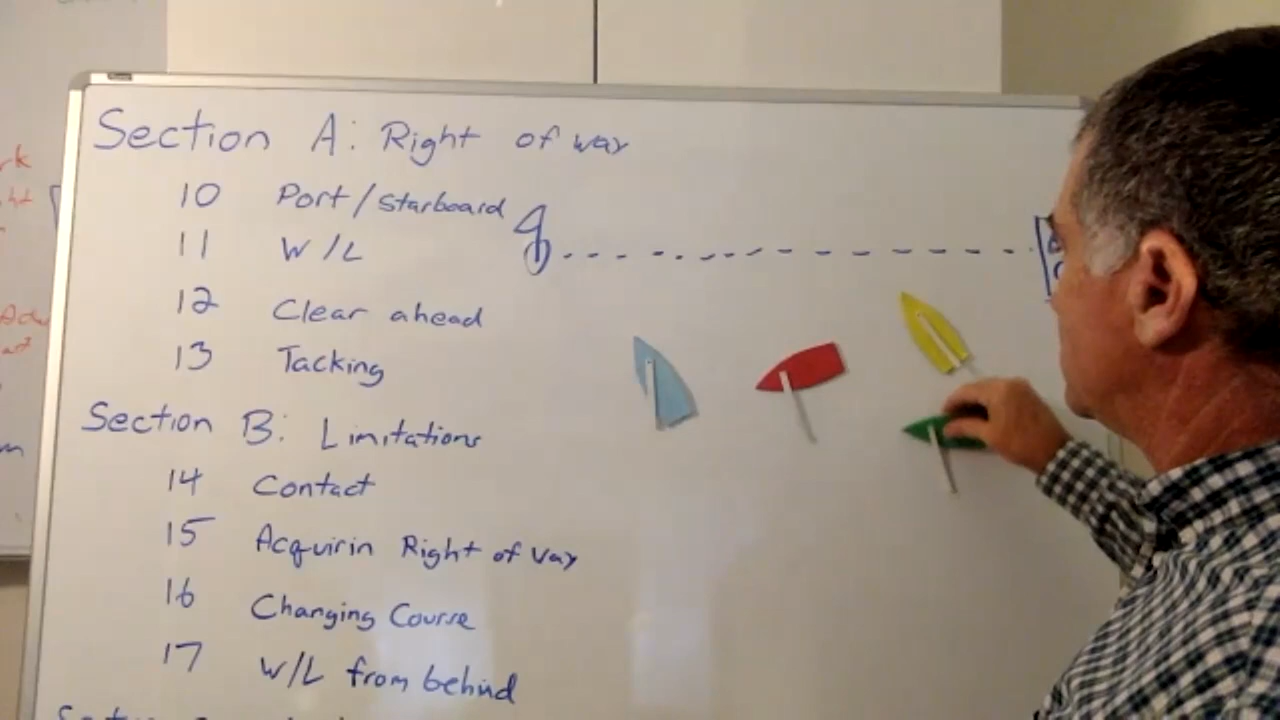 Section A: Right of way
10 Port/Starboard
11 W/L
12 Clear ahead
13 Tacking
Section B: Limitations
14 Contact
15 Acquirin Right of Way
16 Changing Course
17 W/L from behind